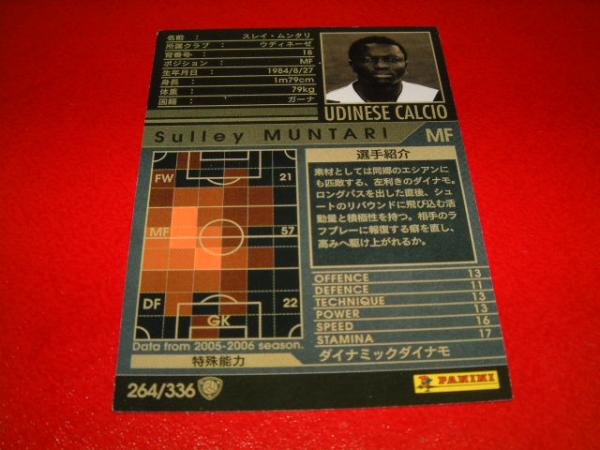 名前 : スレイ・ムンタリ
所属クラブ : ウディネーゼ
背番号 : 18
ポジション : MF
生年月日 : 1984/8/27
身長 : 1m79cm
体重 : 79kg
国籍 : ガーナ
UDINESE CALCIO
Sulley MUNTARI MF
選手紹介
素材としては同郷のエシアンに
も匹敵する、左利きのダイナモ。
ロングパスを出した直後、シュ
ートのリバウンドに飛び込む活
動量と積極性を持つ。相手のラ
フプレーに報復する癖を直し、
高みへ駆け上がれるか。
FW 21
MF 57
DF 22
GK
Data from 2005-2006 season.
OFFENCE 13
DEFENCE 11
TECHNIQUE 13
POWER 13
SPEED 16
STAMINA 17
特殊能力
ダイナミックダイナモ
264/336
PANINI